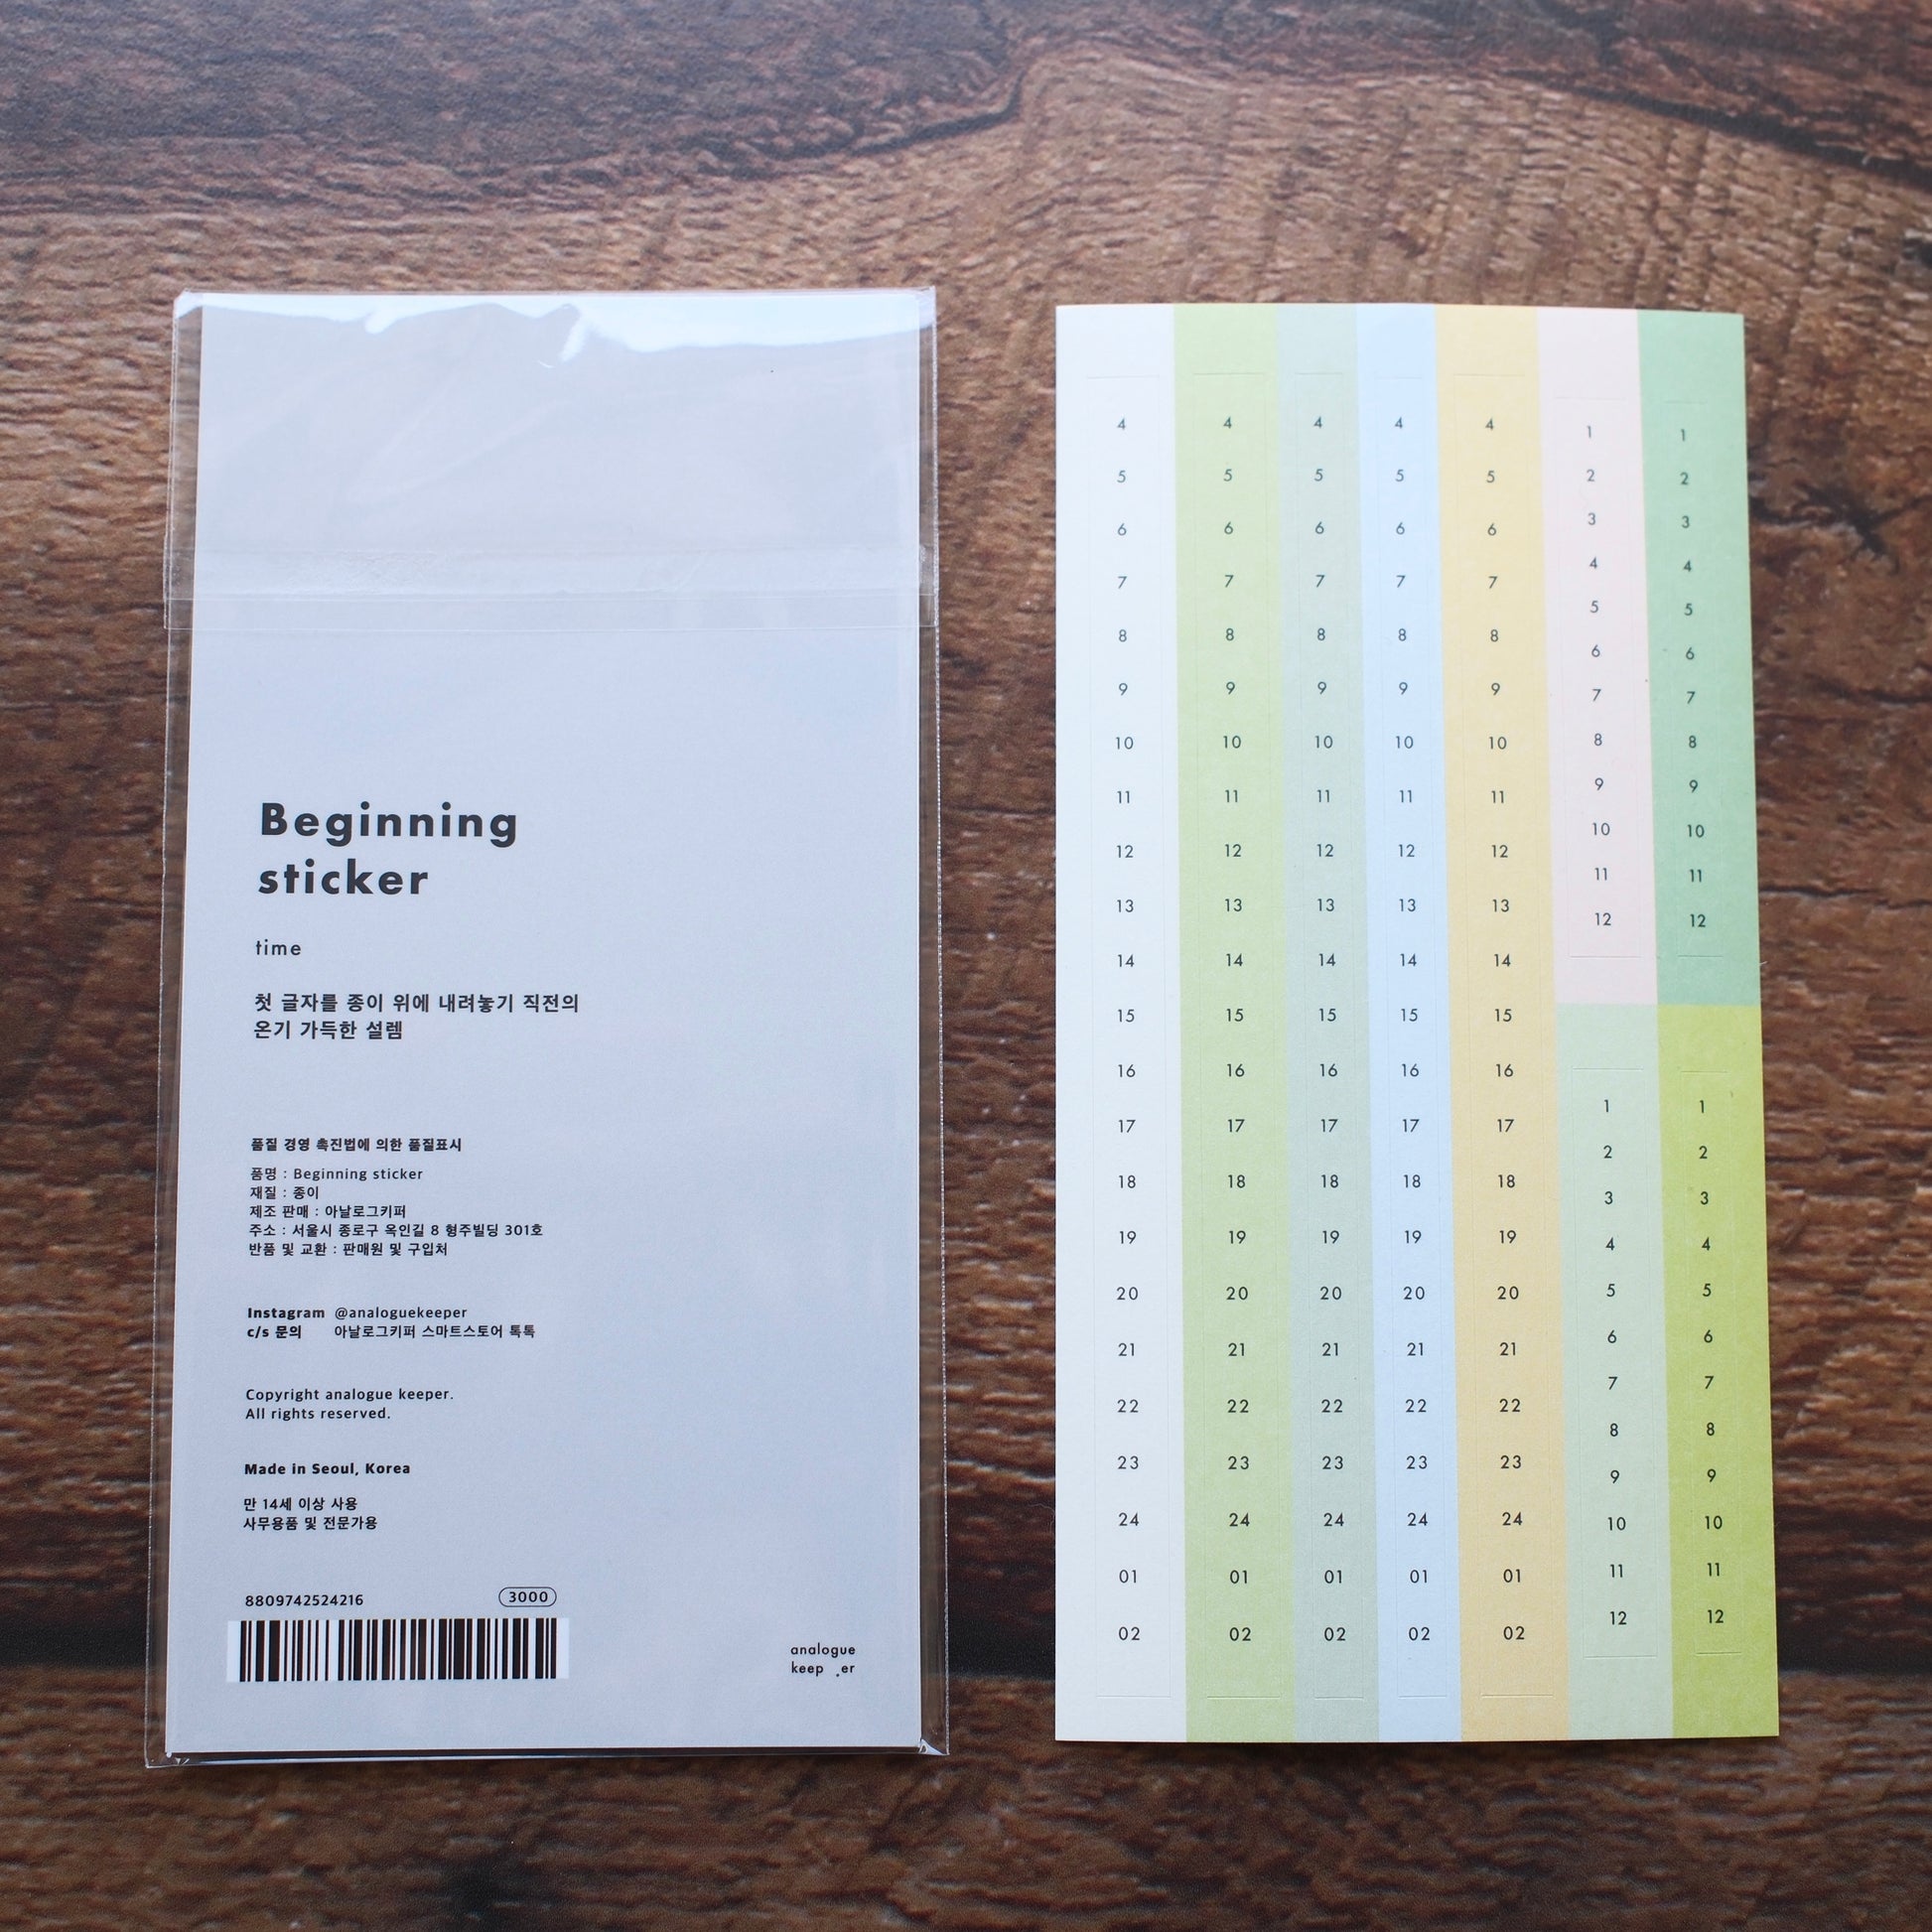 Beginning
sticker
time
첫 글자를 종이 위에 내려놓기 직전의
온기 가득한 설렘
품질 경영 촉진법에 의한 품질표시
품명 : Beginning sticker
재질 : 종이
제조 판매 : 아날로그키퍼
주소 : 서울시 종로구 옥인길 8 형주빌딩 301호
반품 및 교환 : 판매원 및 구입처
Instagram @analoguekeeper
c/s 문의 아날로그키퍼 스마트스토어 톡톡
Copyright analogue keeper.
All rights reserved.
Made in Seoul, Korea
만 14세 이상 사용
사무용품 및 전문가용
8809742524216 3000
analogue
keep .er
4 4 4 4 4
5 5 5 5 5
6 6 6 6 6
7 7 7 7 7
8 8 8 8 8
9 9 9 9 9
10 10 10 10 10
11 11 11 11 11
12 12 12 12 12
13 13 13 13 13
14 14 14 14 14
15 15 15 15 15
16 16 16 16 16
17 17 17 17 17
18 18 18 18 18
19 19 19 19 19
20 20 20 20 20
21 21 21 21 21
22 22 22 22 22
23 23 23 23 23
24 24 24 24 24
01 01 01 01 01
02 02 02 02 02
1 1
2 2
3 3
4 4
5 5
6 6
7 7
8 8
9 9
10 10
11 11
12 12
1 1
2 2
3 3
4 4
5 5
6 6
7 7
8 8
9 9
10 10
11 11
12 12